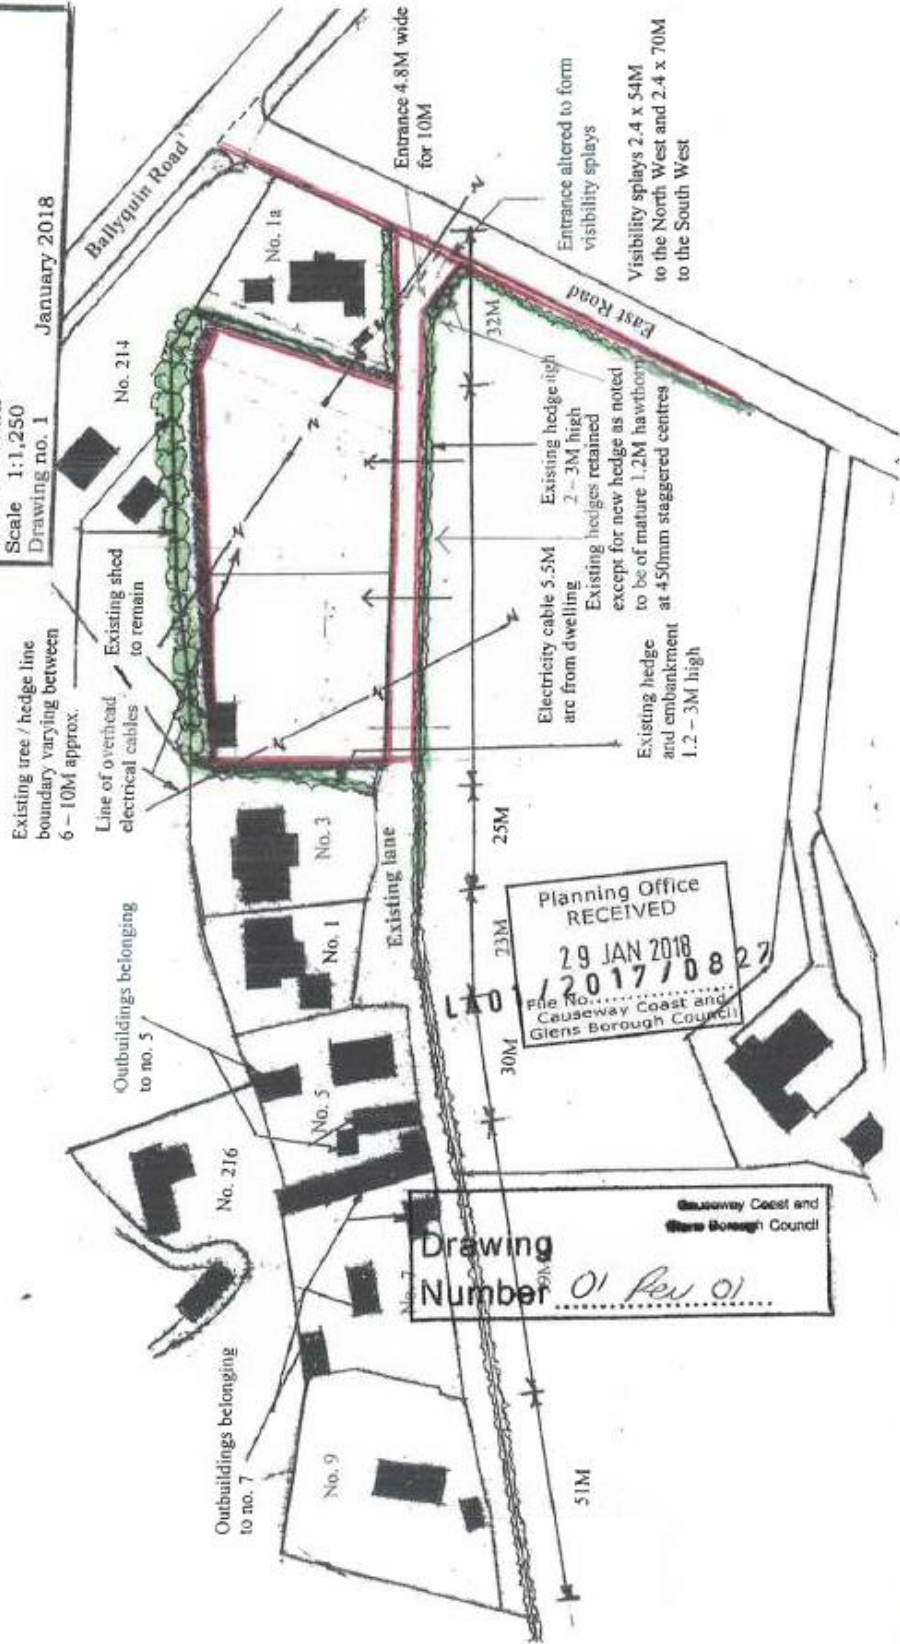 Scale 1:1,250
Drawing no. 1 January 2018
Existing tree / hedge line
boundary varying between
6 – 10M approx.
Line of overhead
electrical cables
Existing shed
to remain
No. 214
Ballyquin Road
No. 1a
Entrance 4.8M wide
for 10M
Entrance altered to form
visibility splays
Visibility splays 2.4 x 54M
to the North West and 2.4 x 70M
to the South West
East Road
32M
Existing hedge
2 – 3M high
Existing hedges retained
except for new hedge as noted
to be of mature 1.2M hawthorn
at 450mm staggered centres
Electricity cable 5.5M
arc from dwelling
Existing hedge
and embankment
1.2 – 3M high
25M
No. 3
No. 1
Existing lane
23M
Outbuildings belonging
to no. 5
No. 5
30M
No. 216
Outbuildings belonging
to no. 7
No. 9
51M
Planning Office
RECEIVED
29 JAN 2018
LA01/2017/0827
File No.
Causeway Coast and
Glens Borough Council
Causeway Coast and
Glens Borough Council
Drawing
Number 01 Rev 01